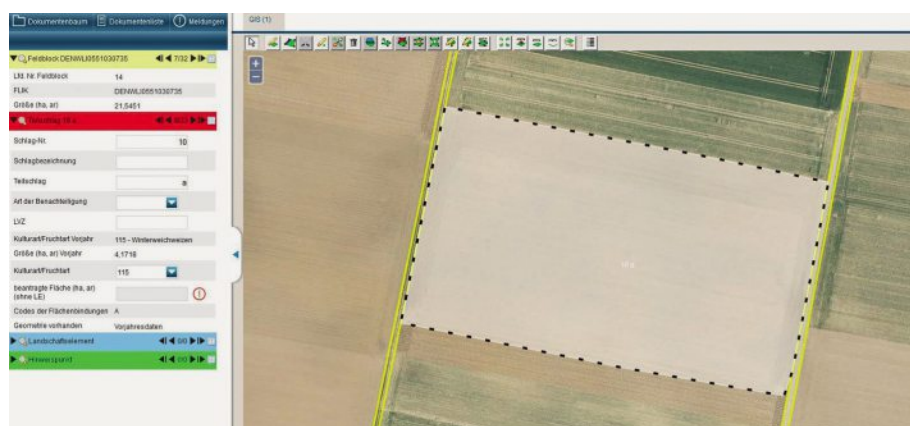 Dokumentenbaum Dokumentenliste Meldungen GIS (1)
Feldblock DENWLI0551030735 7/32
Lfd. Nr. Feldblock 14
FLIK DENWLI0551030735
Größe (ha, ar) 21,5451
Teilschlag 10 a
Schlag-Nr. 10
Schlagbezeichnung
Teilschlag a
Art der Benachteiligung
LVZ
Kulturart/Fruchtart Vorjahr 115 - Winterweichweizen
Größe (ha, ar) Vorjahr 4,1716
Kulturart/Fruchtart 115
beantragte Fläche (ha, ar)
(ohne LE)
Codes der Flächenbindungen A
Geometrie vorhanden Vorjahresdaten
Landschaftselement 0/0
Hinweispunkt 0/0